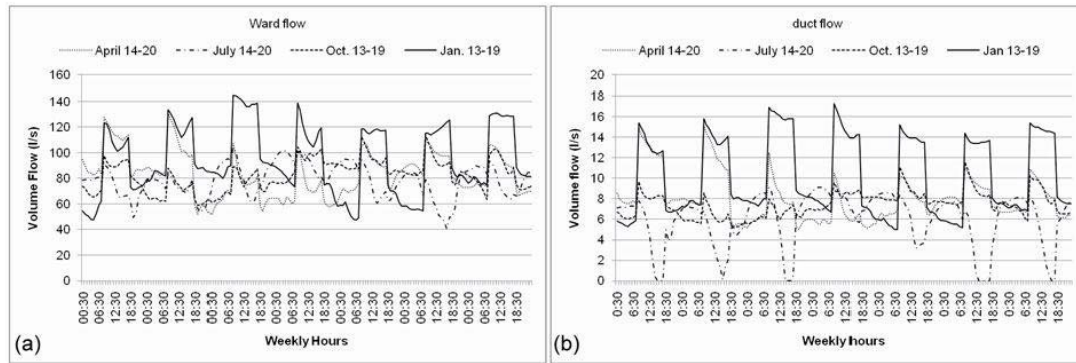 Ward flow
April 14-20 July 14-20 Oct. 13-19 Jan. 13-19
Volume Flow (l/s)
160
140
120
100
80
60
40
20
0
00:30 06:30 12:30 18:30 00:30 06:30 12:30 18:30 00:30 06:30 12:30 18:30 00:30 06:30 12:30 18:30 00:30 06:30 12:30 18:30 00:30 06:30 12:30 18:30 00:30 06:30 12:30 18:30
Weekly Hours
(a)
duct flow
April 14-20 July 14-20 Oct. 13-19 Jan 13-19
Volume flow (l/s)
20
18
16
14
12
10
8
6
4
2
0
0:30 6:30 12:30 18:30 0:30 6:30 12:30 18:30 0:30 6:30 12:30 18:30 0:30 6:30 12:30 18:30 0:30 6:30 12:30 18:30 0:30 6:30 12:30 18:30 0:30 6:30 12:30 18:30
Weekly hours
(b)